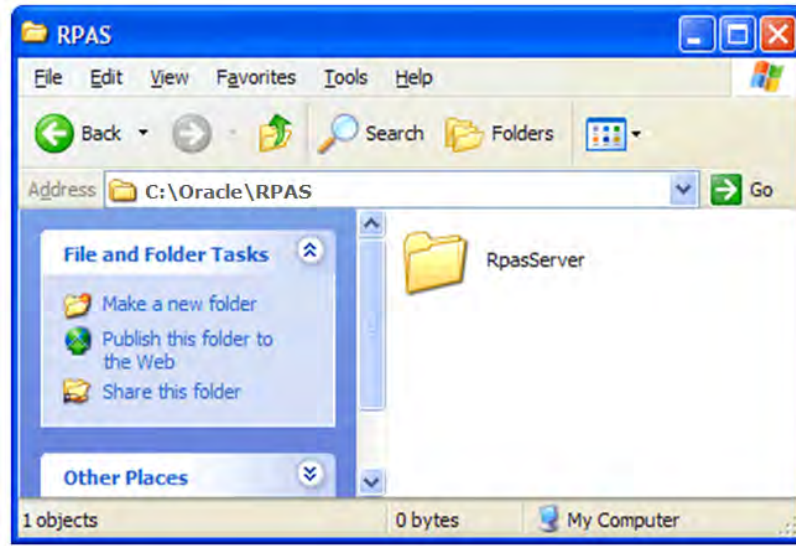 RPAS
File Edit View Favorites Tools Help
Back Search Folders
Address C:\Oracle\RPAS Go
File and Folder Tasks
Make a new folder
Publish this folder to
the Web
Share this folder
Other Places
RpasServer
1 objects 0 bytes My Computer